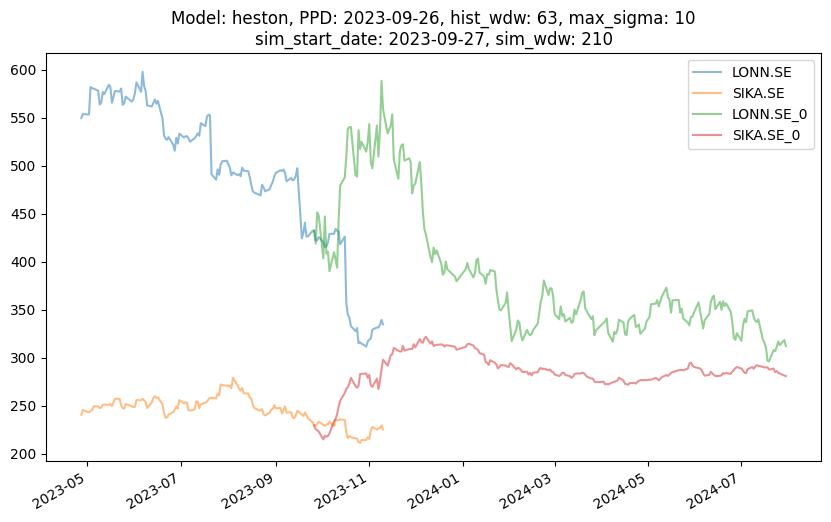 Model: heston, PPD: 2023-09-26, hist_wdw: 63, max_sigma: 10
sim_start_date: 2023-09-27, sim_wdw: 210
LONN.SE
SIKA.SE
LONN.SE_0
SIKA.SE_0
600
550
500
450
400
350
300
250
200
2023-05
2023-07
2023-09
2023-11
2024-01
2024-03
2024-05
2024-07